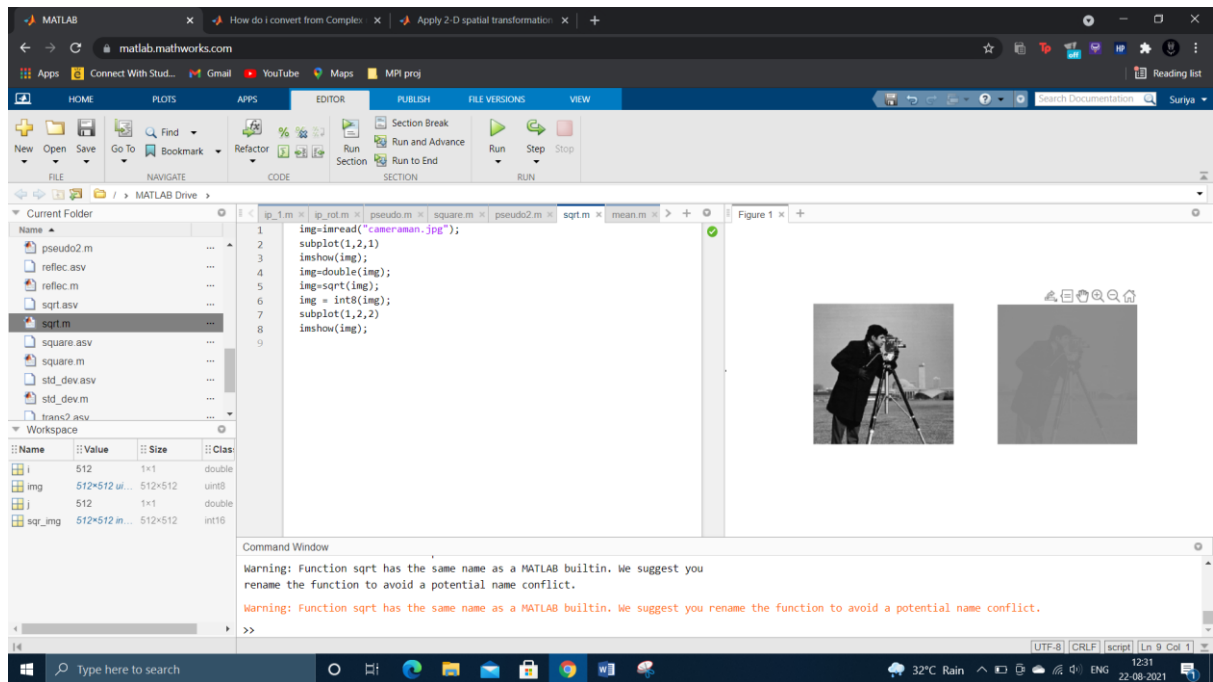 MATLAB
How do i convert from Complex
Apply 2-D spatial transformation
matlab.mathworks.com
off
HP
Apps
Connect With Stud...
Gmail
YouTube
Maps
MPI proj
Reading list
HOME
PLOTS
APPS
EDITOR
PUBLISH
FILE VERSIONS
VIEW
Search Documentation
Suriya
New
Open
Save
Go To
Find
Bookmark
Refactor
Run Section
Section Break
Run and Advance
Run to End
Run
Step
Stop
FILE
NAVIGATE
CODE
SECTION
RUN
/ › MATLAB Drive ›
Current Folder
Name
pseudo2.m
reflec.asv
reflec.m
sqrt.asv
sqrt.m
square.asv
square.m
std_dev.asv
std_dev.m
trans2.asv
Workspace
Name Value Size Clas
i 512 1×1 double
img 512×512 ui... 512×512 uint8
j 512 1×1 double
sqr_img 512×512 in... 512×512 int16
ip_1.m
ip_rot.m
pseudo.m
square.m
pseudo2.m
sqrt.m
mean.m
1 img=imread("cameraman.jpg");
2 subplot(1,2,1)
3 imshow(img);
4 img=double(img);
5 img=sqrt(img);
6 img = int8(img);
7 subplot(1,2,2)
8 imshow(img);
9
Figure 1
Command Window
Warning: Function sqrt has the same name as a MATLAB builtin. We suggest you
rename the function to avoid a potential name conflict.
Warning: Function sqrt has the same name as a MATLAB builtin. We suggest you rename the function to avoid a potential name conflict.
>>
UTF-8 CRLF script Ln 9 Col 1
Type here to search
32°C Rain
ENG
12:31
22-08-2021